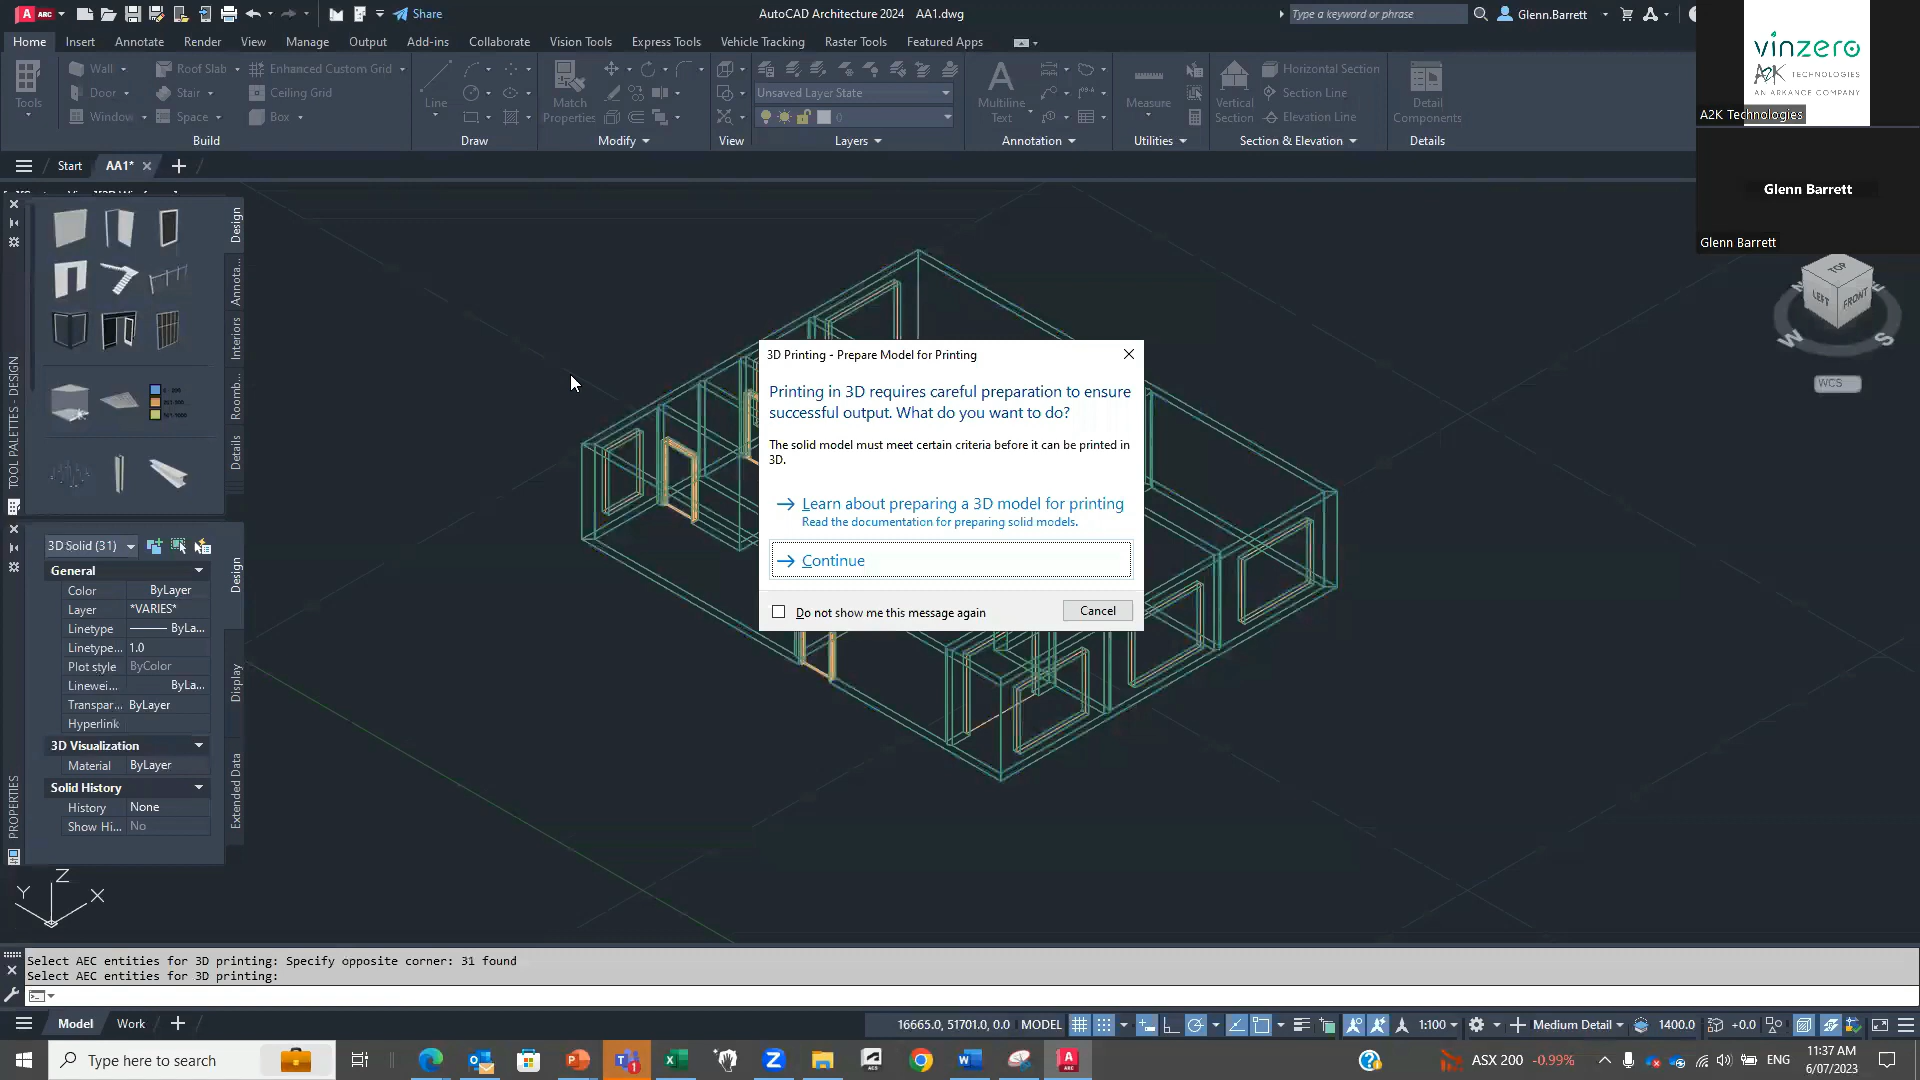 ARC
Share
AutoCAD Architecture 2024 AA1.dwg
Type a keyword or phrase
Glenn.Barrett
Home
Insert
Annotate
Render
View
Manage
Output
Add-ins
Collaborate
Vision Tools
Express Tools
Vehicle Tracking
Raster Tools
Featured Apps
Tools
Wall
Door
Window
Roof Slab
Stair
Space
Enhanced Custom Grid
Ceiling Grid
Box
Build
Line
Draw
Match
Properties
Modify
View
Unsaved Layer State
0
Layers
Multiline
Text
Annotation
Measure
Utilities
Vertical
Section
Horizontal Section
Section Line
Elevation Line
Section & Elevation
Detail
Components
Details
vinzero
A2K TECHNOLOGIES
AN ARKANCE COMPANY
A2K Technologies
Glenn Barrett
Glenn Barrett
Start
AA1*
Design
Annota...
Interiors
Roomb...
Details
TOOL PALETTES - DESIGN
TOP
LEFT
FRONT
N
E
W
S
WCS
3D Printing - Prepare Model for Printing
Printing in 3D requires careful preparation to ensure
successful output. What do you want to do?
The solid model must meet certain criteria before it can be printed in
3D.
Learn about preparing a 3D model for printing
Read the documentation for preparing solid models.
Continue
Do not show me this message again
Cancel
3D Solid (31)
General
Color ByLayer
Layer *VARIES*
Linetype ByLa...
Linetype... 1.0
Plot style ByColor
Linewei... ByLa...
Transpar... ByLayer
Hyperlink
3D Visualization
Material ByLayer
Solid History
History None
Show Hi... No
Design
Display
Extended Data
PROPERTIES
Z
Y
X
Select AEC entities for 3D printing: Specify opposite corner: 31 found
Select AEC entities for 3D printing:
Model
Work
16665.0, 51701.0, 0.0 MODEL
1:100
Medium Detail
1400.0
+0.0
Type here to search
ASX 200 -0.99%
ENG
11:37 AM
6/07/2023